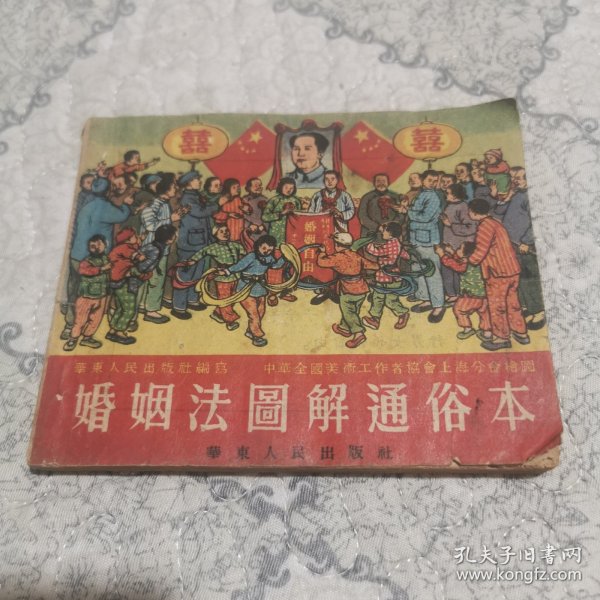 囍
囍
婚姻自由
華東人民出版社編寫 中華全國美術工作者協會上海分會繪圖
婚姻法圖解通俗本
華東人民出版社
孔夫子旧书网
www.kongfz.com